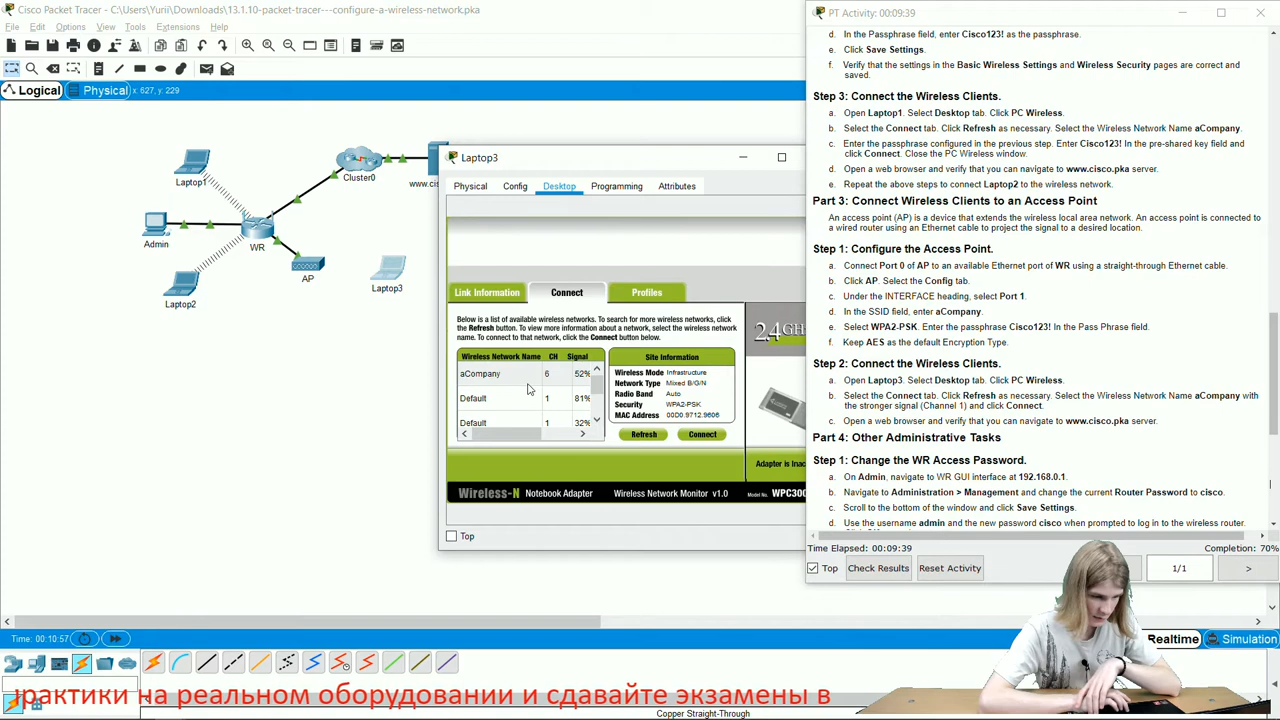 Cisco Packet Tracer - C:\Users\Yurii\Downloads\13.1.10-packet-tracer---configure-a-wireless-network.pka
File Edit Options View Tools Extensions Help
Logical Physical x: 627, y: 229
Laptop1
Cluster0
www.cis
Admin
WR
AP
Laptop2
Laptop3
Laptop3
Physical Config Desktop Programming Attributes
Link Information Connect Profiles
Below is a list of available wireless networks. To search for more wireless networks, click
the Refresh button. To view more information about a network, select the wireless network
name. To connect to that network, click the Connect button below.
2.4GH
Wireless Network Name CH Signal
aCompany 6 52%
Default 1 81%
Default 1 32%
Site Information
Wireless Mode Infrastructure
Network Type Mixed B/G/N
Radio Band Auto
Security WPA2-PSK
MAC Address 00D0.9712.9606
Refresh Connect
Adapter is Inac
Wireless-N Notebook Adapter Wireless Network Monitor v1.0 Model No. WPC300
Top
PT Activity: 00:09:39
d. In the Passphrase field, enter Cisco123! as the passphrase.
e. Click Save Settings.
f. Verify that the settings in the Basic Wireless Settings and Wireless Security pages are correct and
saved.
Step 3: Connect the Wireless Clients.
a. Open Laptop1. Select Desktop tab. Click PC Wireless.
b. Select the Connect tab. Click Refresh as necessary. Select the Wireless Network Name aCompany.
c. Enter the passphrase configured in the previous step. Enter Cisco123! In the pre-shared key field and
click Connect. Close the PC Wireless window.
d. Open a web browser and verify that you can navigate to www.cisco.pka server.
e. Repeat the above steps to connect Laptop2 to the wireless network.
Part 3: Connect Wireless Clients to an Access Point
An access point (AP) is a device that extends the wireless local area network. An access point is connected to
a wired router using an Ethernet cable to project the signal to a desired location.
Step 1: Configure the Access Point.
a. Connect Port 0 of AP to an available Ethernet port of WR using a straight-through Ethernet cable.
b. Click AP. Select the Config tab.
c. Under the INTERFACE heading, select Port 1.
d. In the SSID field, enter aCompany.
e. Select WPA2-PSK. Enter the passphrase Cisco123! In the Pass Phrase field.
f. Keep AES as the default Encryption Type.
Step 2: Connect the Wireless Clients.
a. Open Laptop3. Select Desktop tab. Click PC Wireless.
b. Select the Connect tab. Click Refresh as necessary. Select the Wireless Network Name aCompany with
the stronger signal (Channel 1) and click Connect.
c. Open a web browser and verify that you can navigate to www.cisco.pka server.
Part 4: Other Administrative Tasks
Step 1: Change the WR Access Password.
a. On Admin, navigate to WR GUI interface at 192.168.0.1.
b. Navigate to Administration > Management and change the current Router Password to cisco.
c. Scroll to the bottom of the window and click Save Settings.
d. Use the username admin and the new password cisco when prompted to log in to the wireless router.
Time Elapsed: 00:09:39 Completion: 70%
Top Check Results Reset Activity 1/1 >
Time: 00:10:57 Realtime Simulation
практики на реальном оборудовании и сдавайте экзамены в
Copper Straight-Through